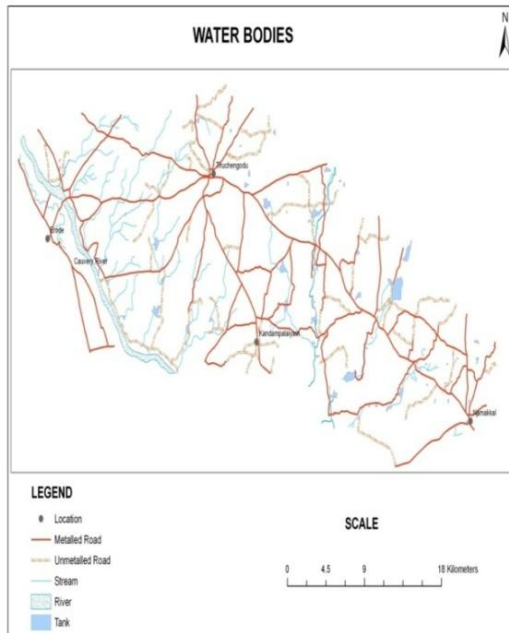 WATER BODIES
N
Tiruchengodu
Erode
Cauvery River
Kandampalaiyam
Namakkal
LEGEND
Location
Metalled Road
Unmetalled Road
Stream
River
Tank
SCALE
0 4.5 9 18 Kilometers